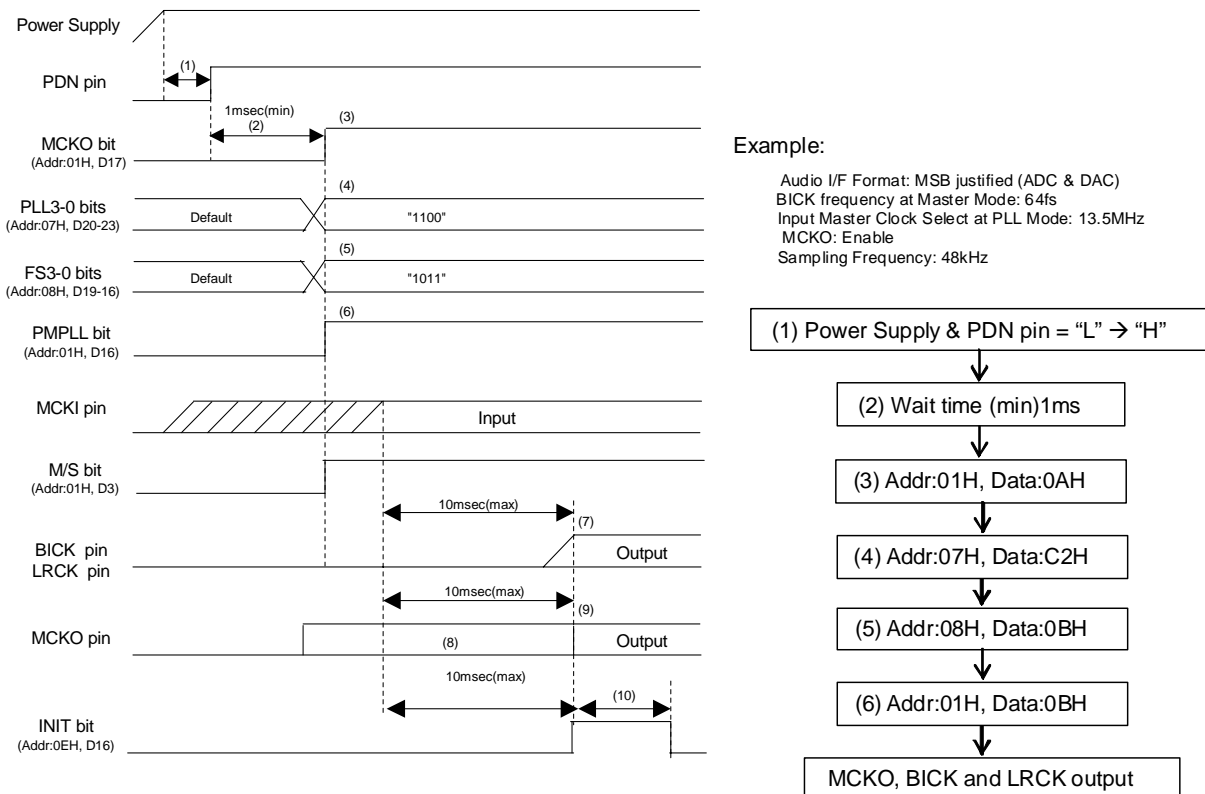 Power Supply
(1)
PDN pin
1msec(min)
(2)
(3)
MCKO bit
(Addr:01H, D17)
(4)
PLL3-0 bits
(Addr:07H, D20-23)
Default
"1100"
(5)
FS3-0 bits
(Addr:08H, D19-16)
Default
"1011"
(6)
PMPLL bit
(Addr:01H, D16)
MCKI pin
Input
M/S bit
(Addr:01H, D3)
10msec(max)
(7)
BICK pin
LRCK pin
Output
10msec(max)
(9)
MCKO pin
(8)
Output
10msec(max)
(10)
INIT bit
(Addr:0EH, D16)
Example:
Audio I/F Format: MSB justified (ADC & DAC)
BICK frequency at Master Mode: 64fs
Input Master Clock Select at PLL Mode: 13.5MHz
MCKO: Enable
Sampling Frequency: 48kHz
(1) Power Supply & PDN pin = “L” → “H”
(2) Wait time (min)1ms
(3) Addr:01H, Data:0AH
(4) Addr:07H, Data:C2H
(5) Addr:08H, Data:0BH
(6) Addr:01H, Data:0BH
MCKO, BICK and LRCK output